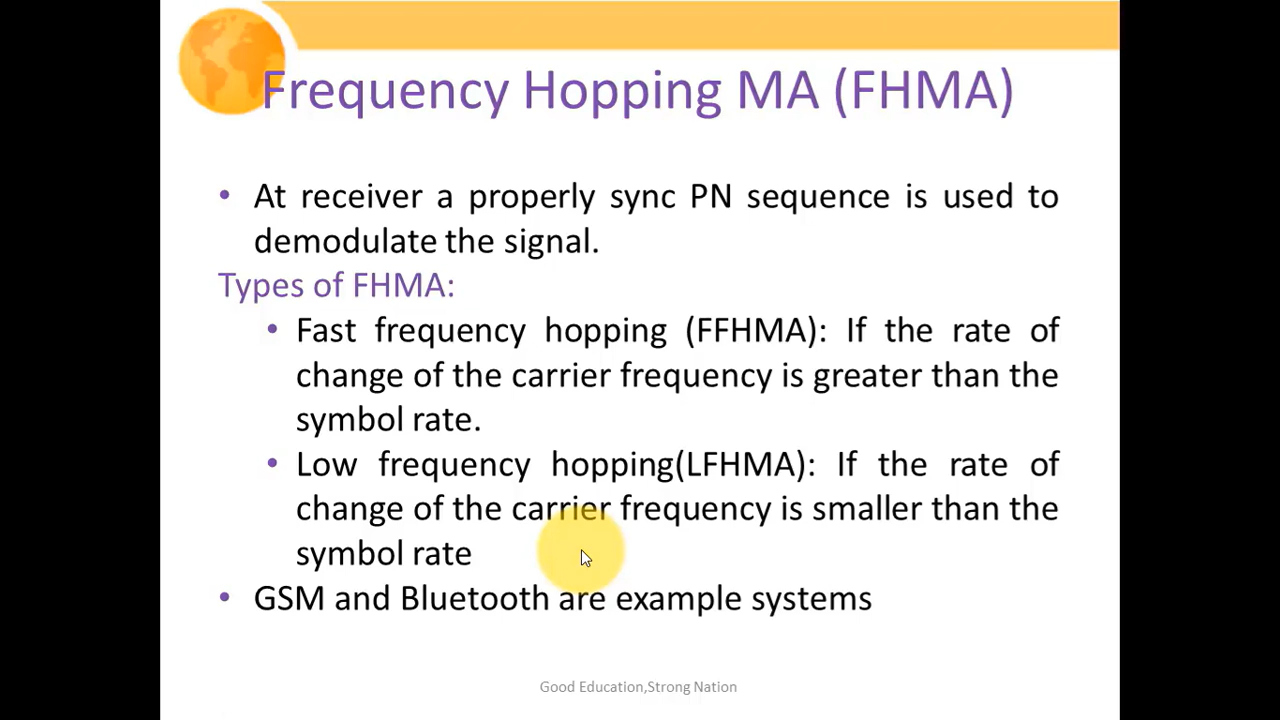 Frequency Hopping MA (FHMA)
• At receiver a properly sync PN sequence is used to
demodulate the signal.
Types of FHMA:
• Fast frequency hopping (FFHMA): If the rate of
change of the carrier frequency is greater than the
symbol rate.
• Low frequency hopping(LFHMA): If the rate of
change of the carrier frequency is smaller than the
symbol rate
• GSM and Bluetooth are example systems
Good Education,Strong Nation